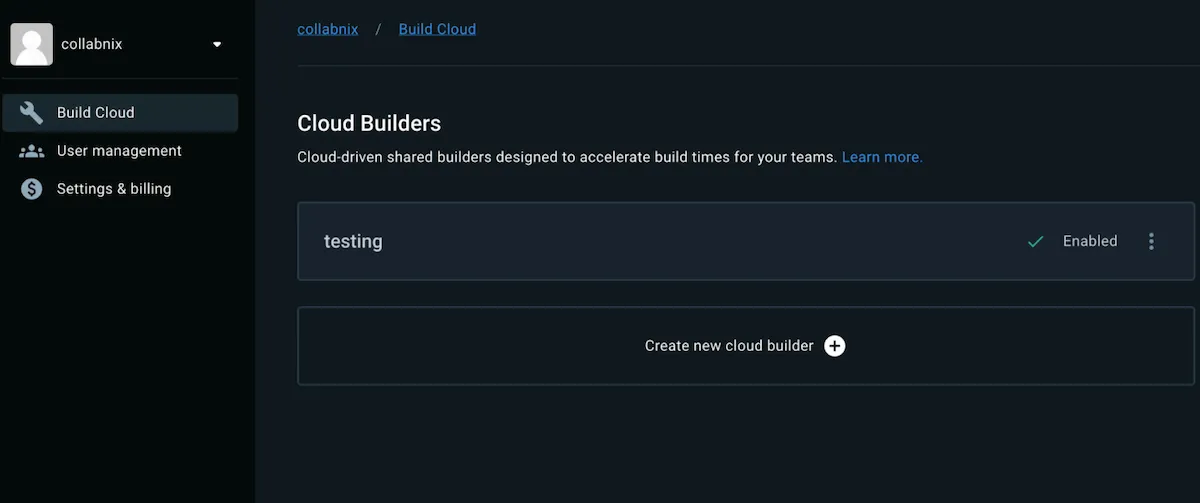 collabnix
Build Cloud
User management
Settings & billing
collabnix / Build Cloud
Cloud Builders
Cloud-driven shared builders designed to accelerate build times for your teams. Learn more.
testing
Enabled
Create new cloud builder